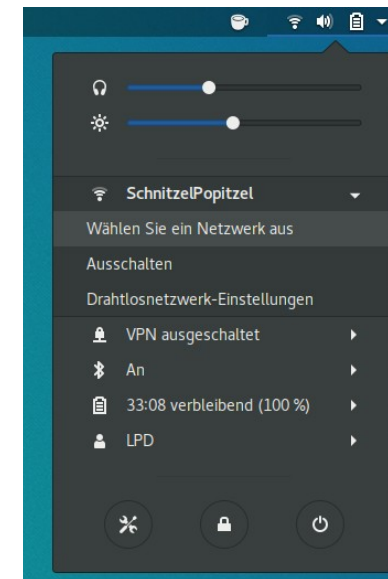 SchnitzelPopitzel
Wählen Sie ein Netzwerk aus
Ausschalten
Drahtlosnetzwerk-Einstellungen
VPN ausgeschaltet
An
33:08 verbleibend (100 %)
LPD